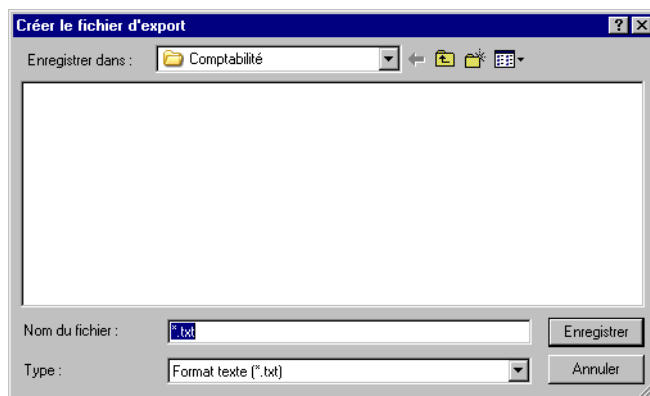 Créer le fichier d'export
Enregistrer dans : Comptabilité
Nom du fichier : *.txt Enregistrer
Type : Format texte (*.txt) Annuler